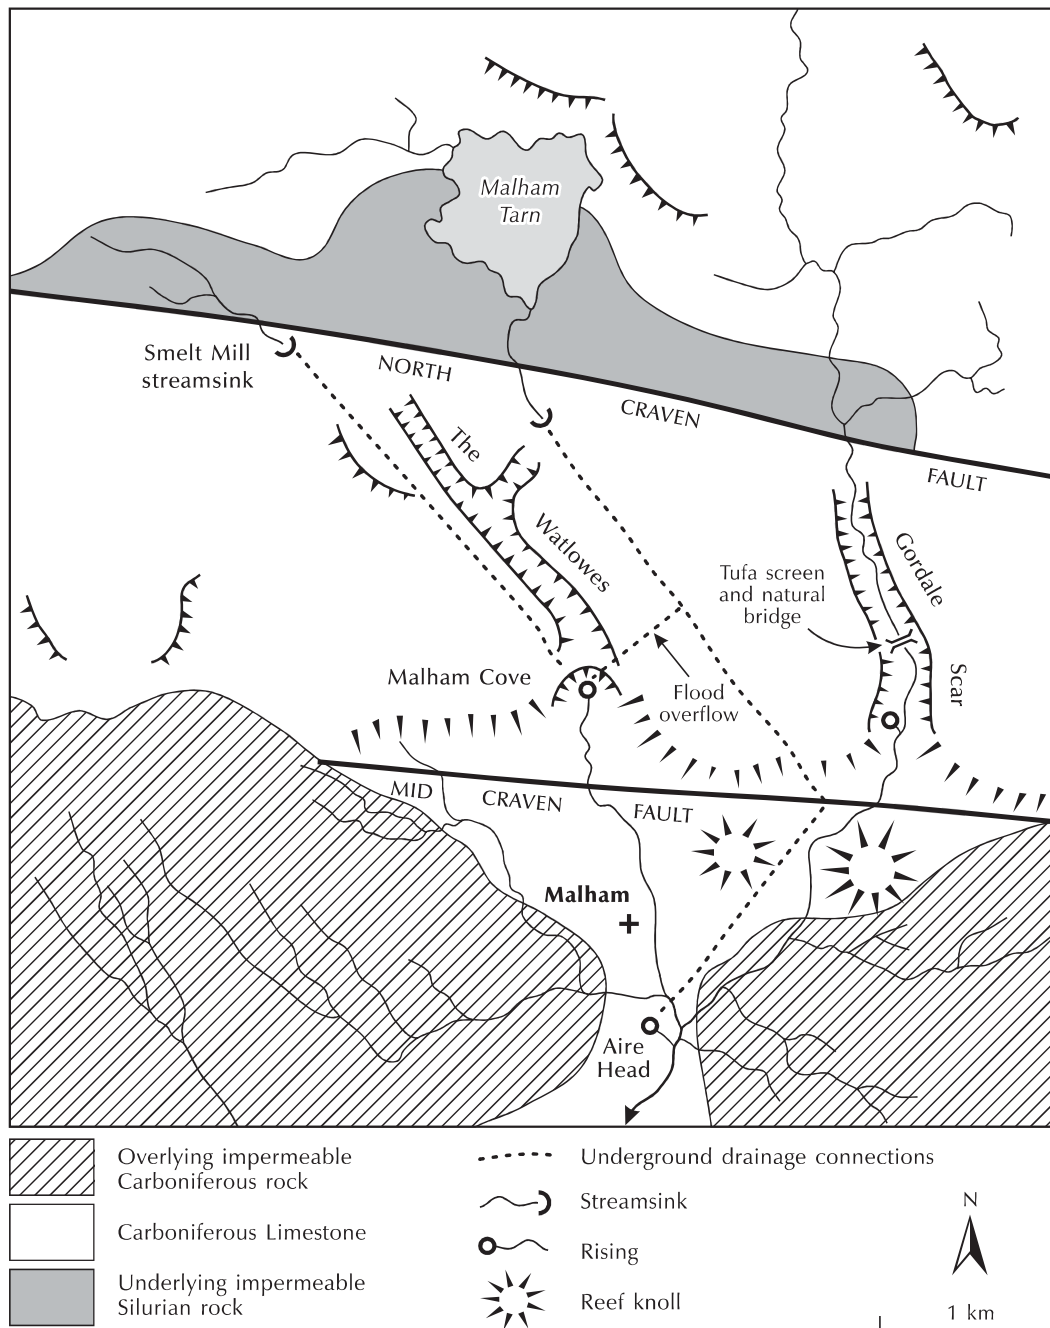 Malham
Tarn
Smelt Mill
streamsink
NORTH
CRAVEN
FAULT
The
Watlowes
Gordale
Scar
Tufa screen
and natural
bridge
Malham Cove
Flood
overflow
MID
CRAVEN
FAULT
Malham
Aire
Head
Overlying impermeable
Carboniferous rock
Carboniferous Limestone
Underlying impermeable
Silurian rock
Underground drainage connections
Streamsink
Rising
Reef knoll
N
1 km